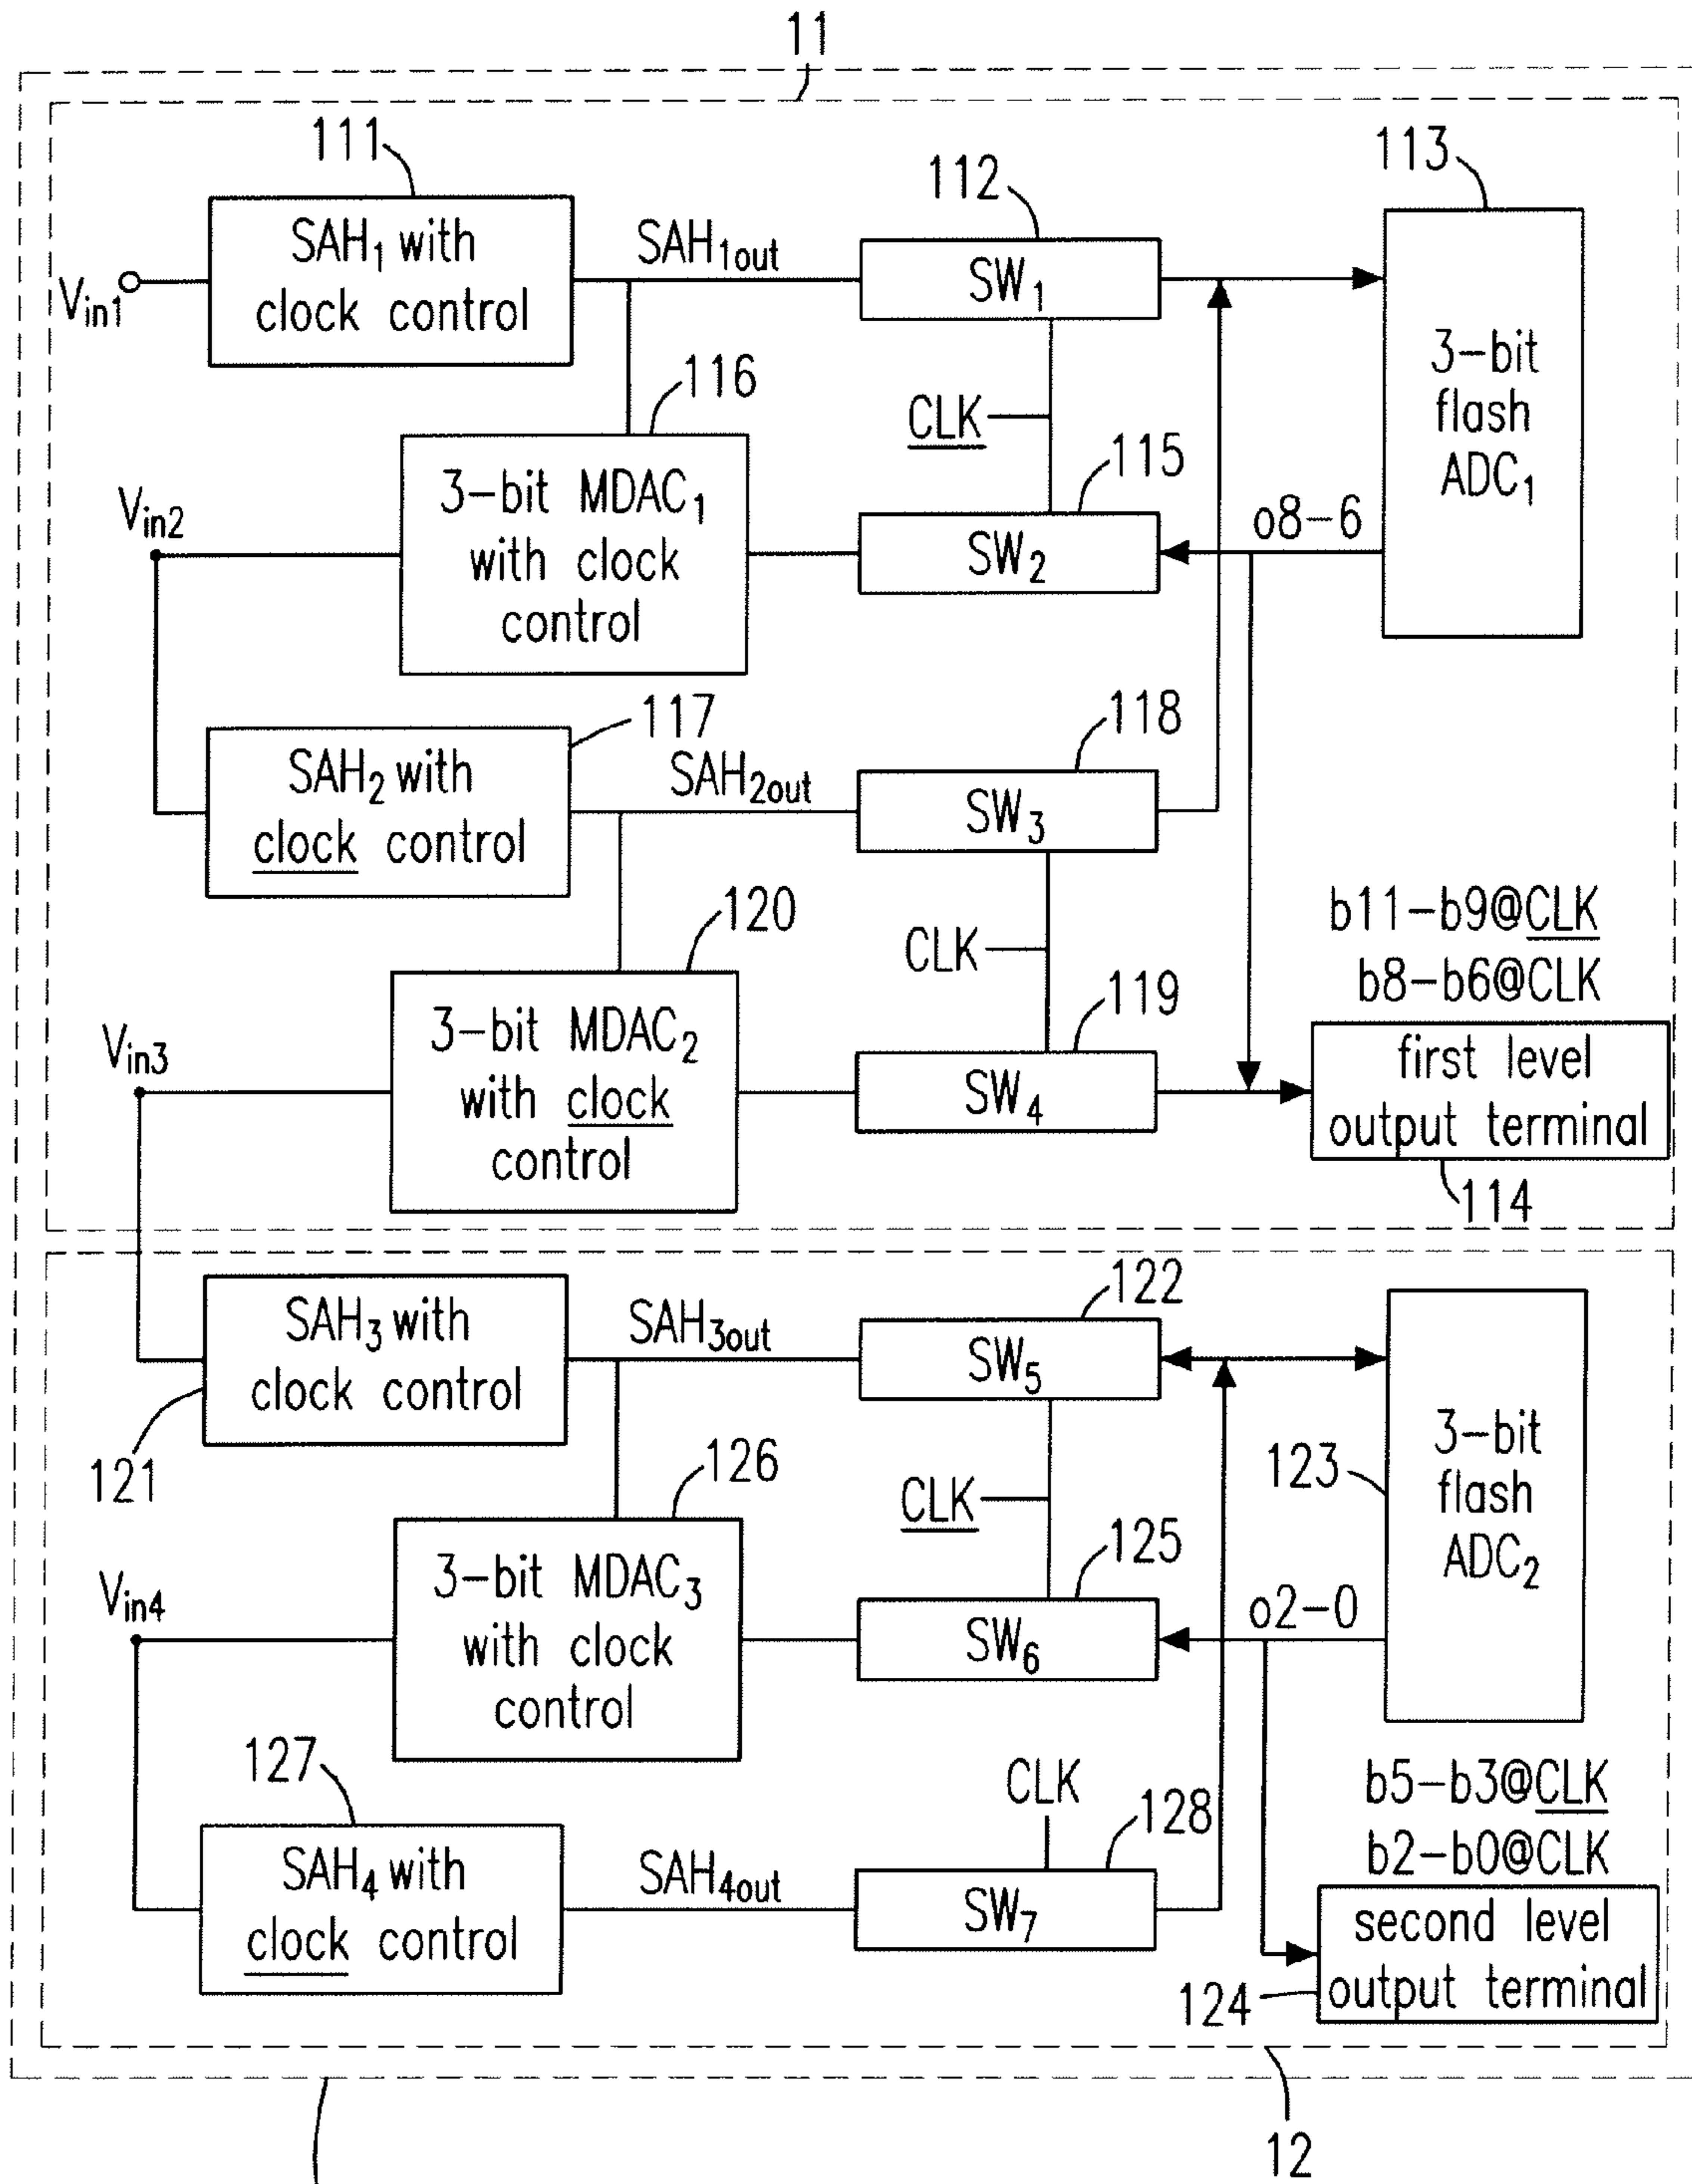 11
111
112
113
SAH₁ with
clock control
SAH₁out
SW₁
Vin1
3-bit
flash
ADC₁
116
CLK
115
3-bit MDAC₁
with clock
control
Vin2
SW₂
o8-6
117
118
SAH₂ with
clock control
SAH₂out
SW₃
120
CLK
b11-b9@CLK
b8-b6@CLK
119
3-bit MDAC₂
with clock
control
Vin3
SW₄
first level
output terminal
114
122
SAH₃ with
clock control
SAH₃out
SW₅
121
3-bit
flash
ADC₂
123
126
CLK
125
3-bit MDAC₃
with clock
control
Vin4
SW₆
o2-0
127
CLK
128
b5-b3@CLK
b2-b0@CLK
SAH₄ with
clock control
SAH₄out
SW₇
second level
output terminal
124
12